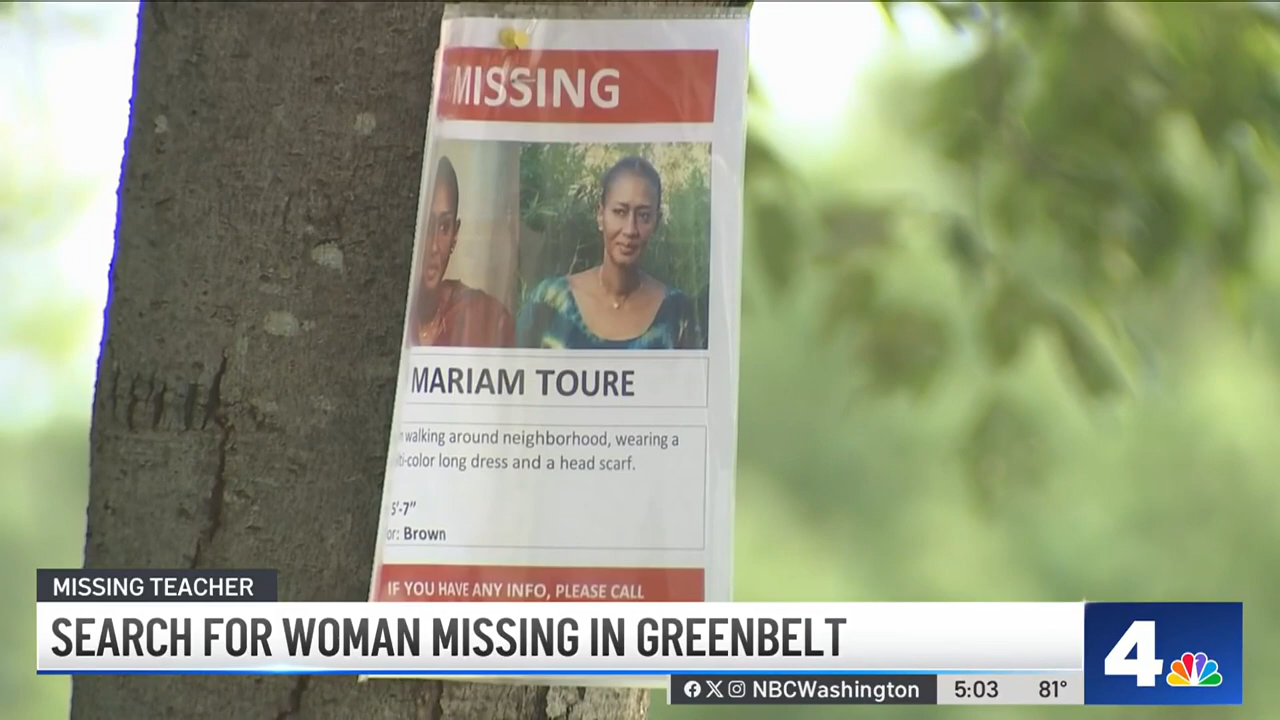 MISSING
MARIAM TOURE
walking around neighborhood, wearing a
color long dress and a head scarf.
5'-7"
or: Brown
IF YOU HAVE ANY INFO, PLEASE CALL
MISSING TEACHER
SEARCH FOR WOMAN MISSING IN GREENBELT
4
NBCWashington 5:03 81°